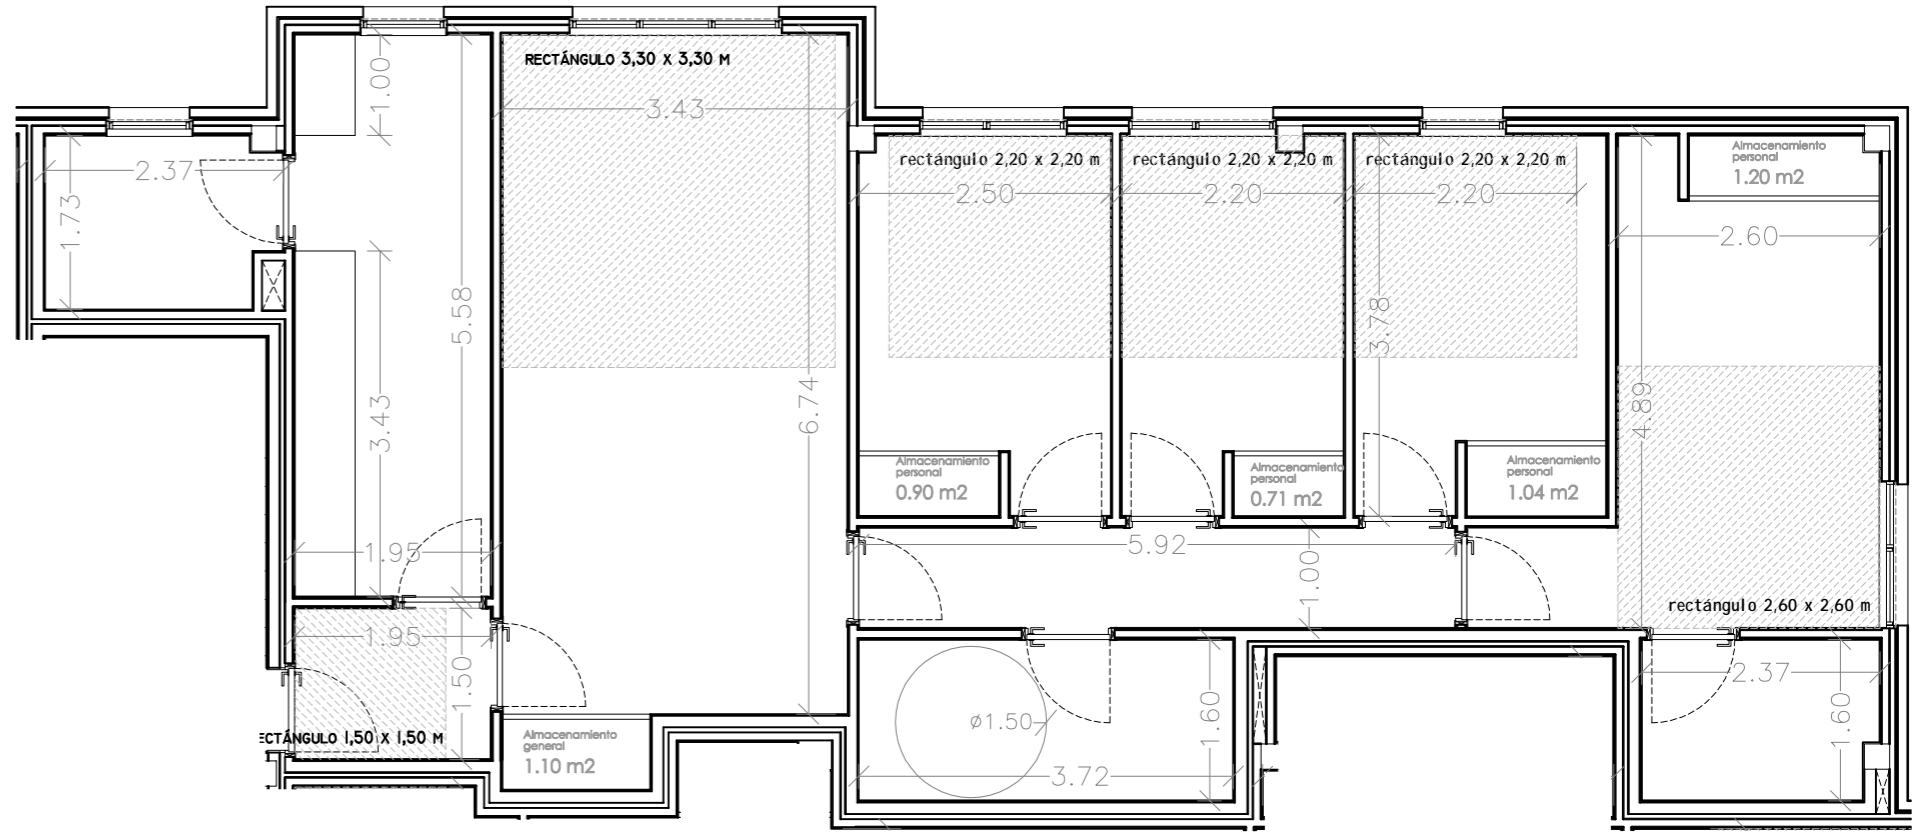 RECTÁNGULO 3,30 X 3,30 M
1.00
3.43
2.37
1.73
5.58
3.43
6.74
1.95
1.95
1.50
ECTÁNGULO 1,50 X 1,50 M
Almacenamiento
general
1.10 m2
rectángulo 2,20 x 2,20 m
2.50
rectángulo 2,20 x 2,20 m
2.20
rectángulo 2,20 x 2,20 m
2.20
3.78
Almacenamiento
personal
1.20 m2
2.60
4.89
Almacenamiento
personal
0.90 m2
Almacenamiento
personal
0.71 m2
Almacenamiento
personal
1.04 m2
5.92
1.00
rectángulo 2,60 x 2,60 m
Ø1.50
1.60
3.72
2.37
1.60